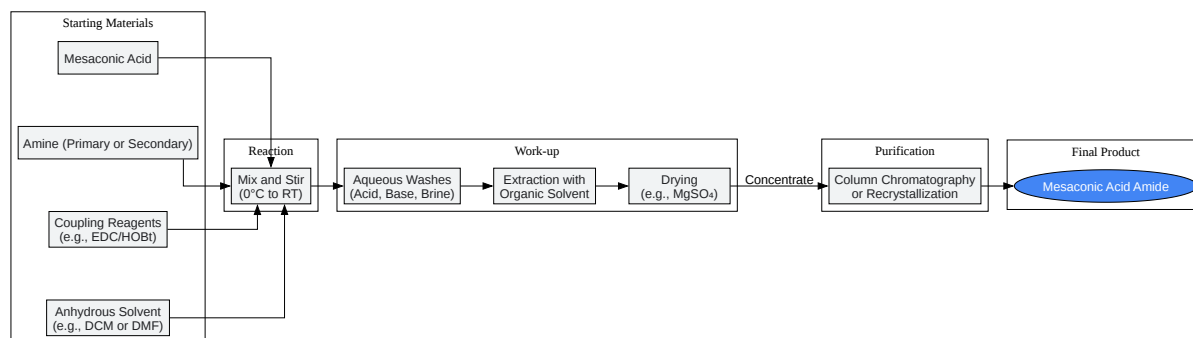 Starting Materials
Mesaconic Acid
Amine (Primary or Secondary)
Coupling Reagents
(e.g., EDC/HOBt)
Anhydrous Solvent
(e.g., DCM or DMF)
Reaction
Mix and Stir
(0°C to RT)
Work-up
Aqueous Washes
(Acid, Base, Brine)
Extraction with
Organic Solvent
Drying
(e.g., MgSO₄)
Concentrate
Purification
Column Chromatography
or Recrystallization
Final Product
Mesaconic Acid Amide